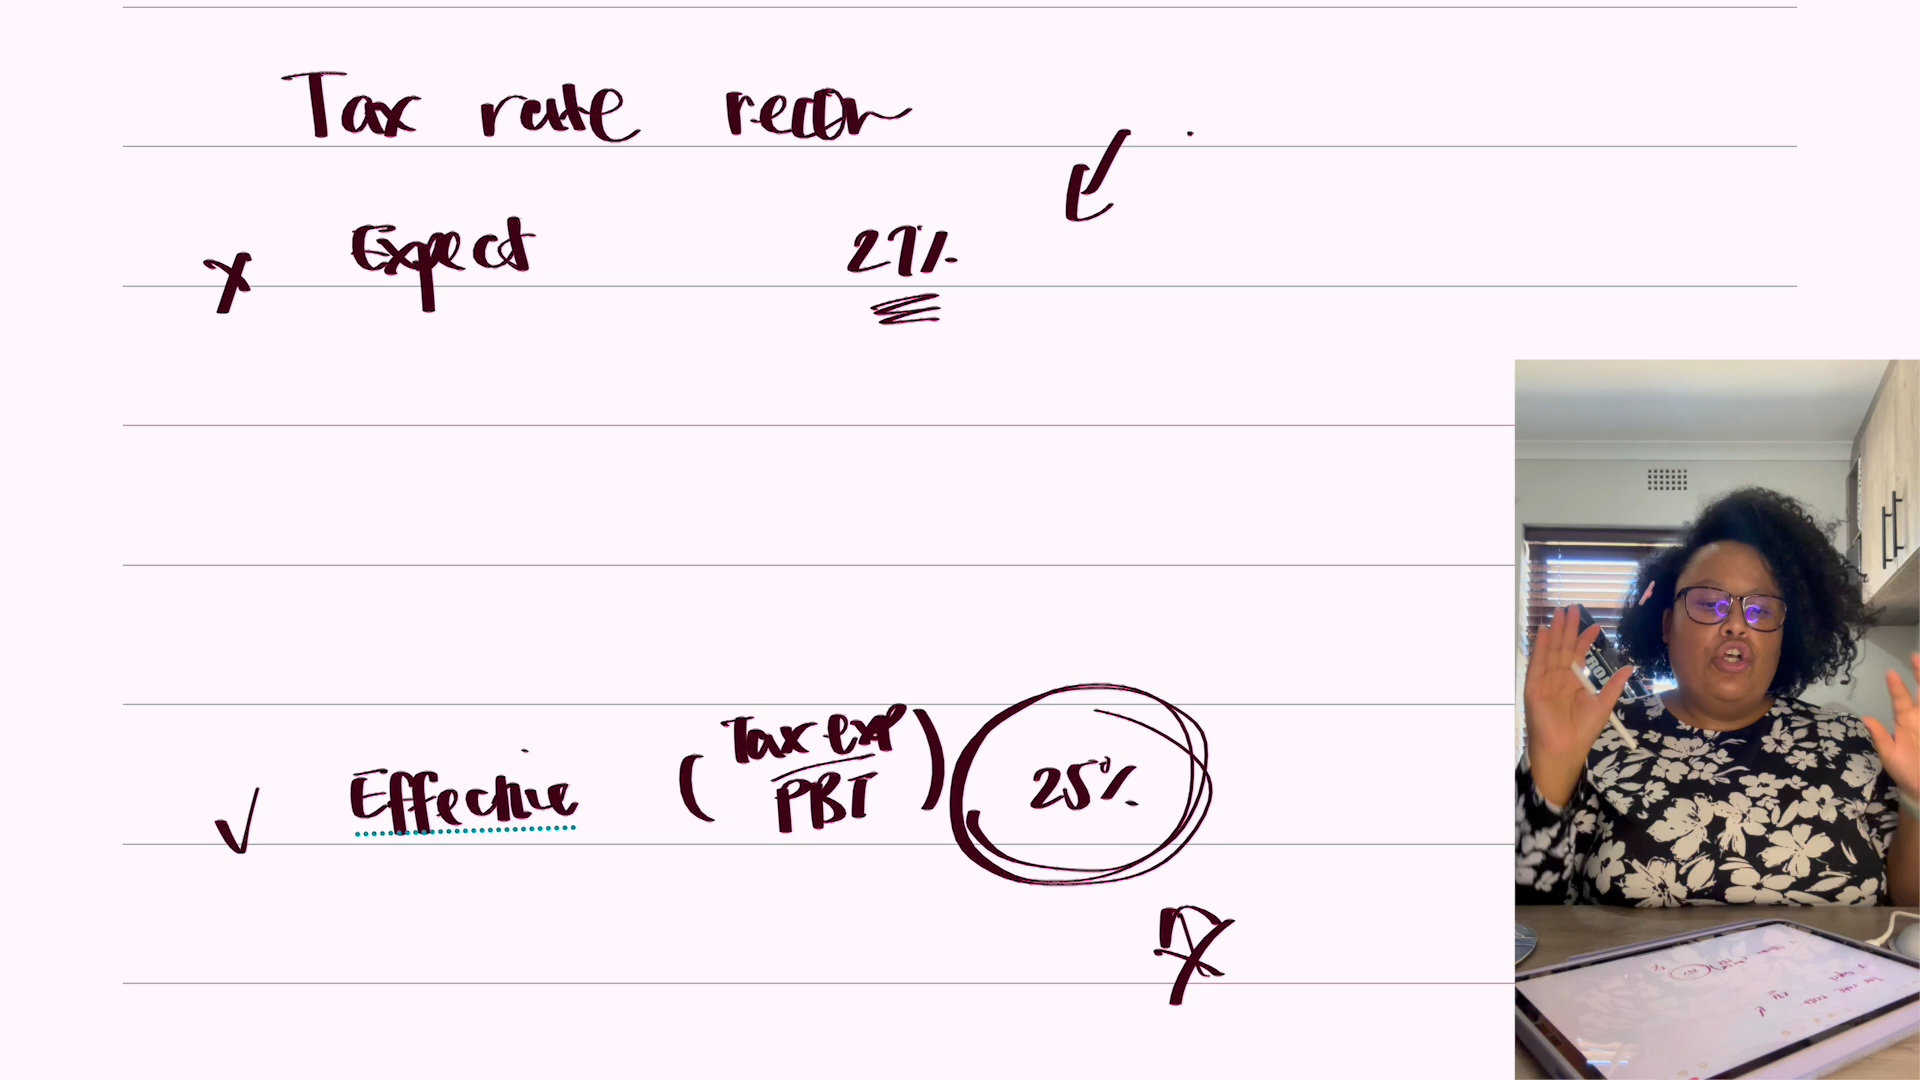 Tax rate recon
x Expect 27%
✓ Effective (Tax exp / PBT) 25%